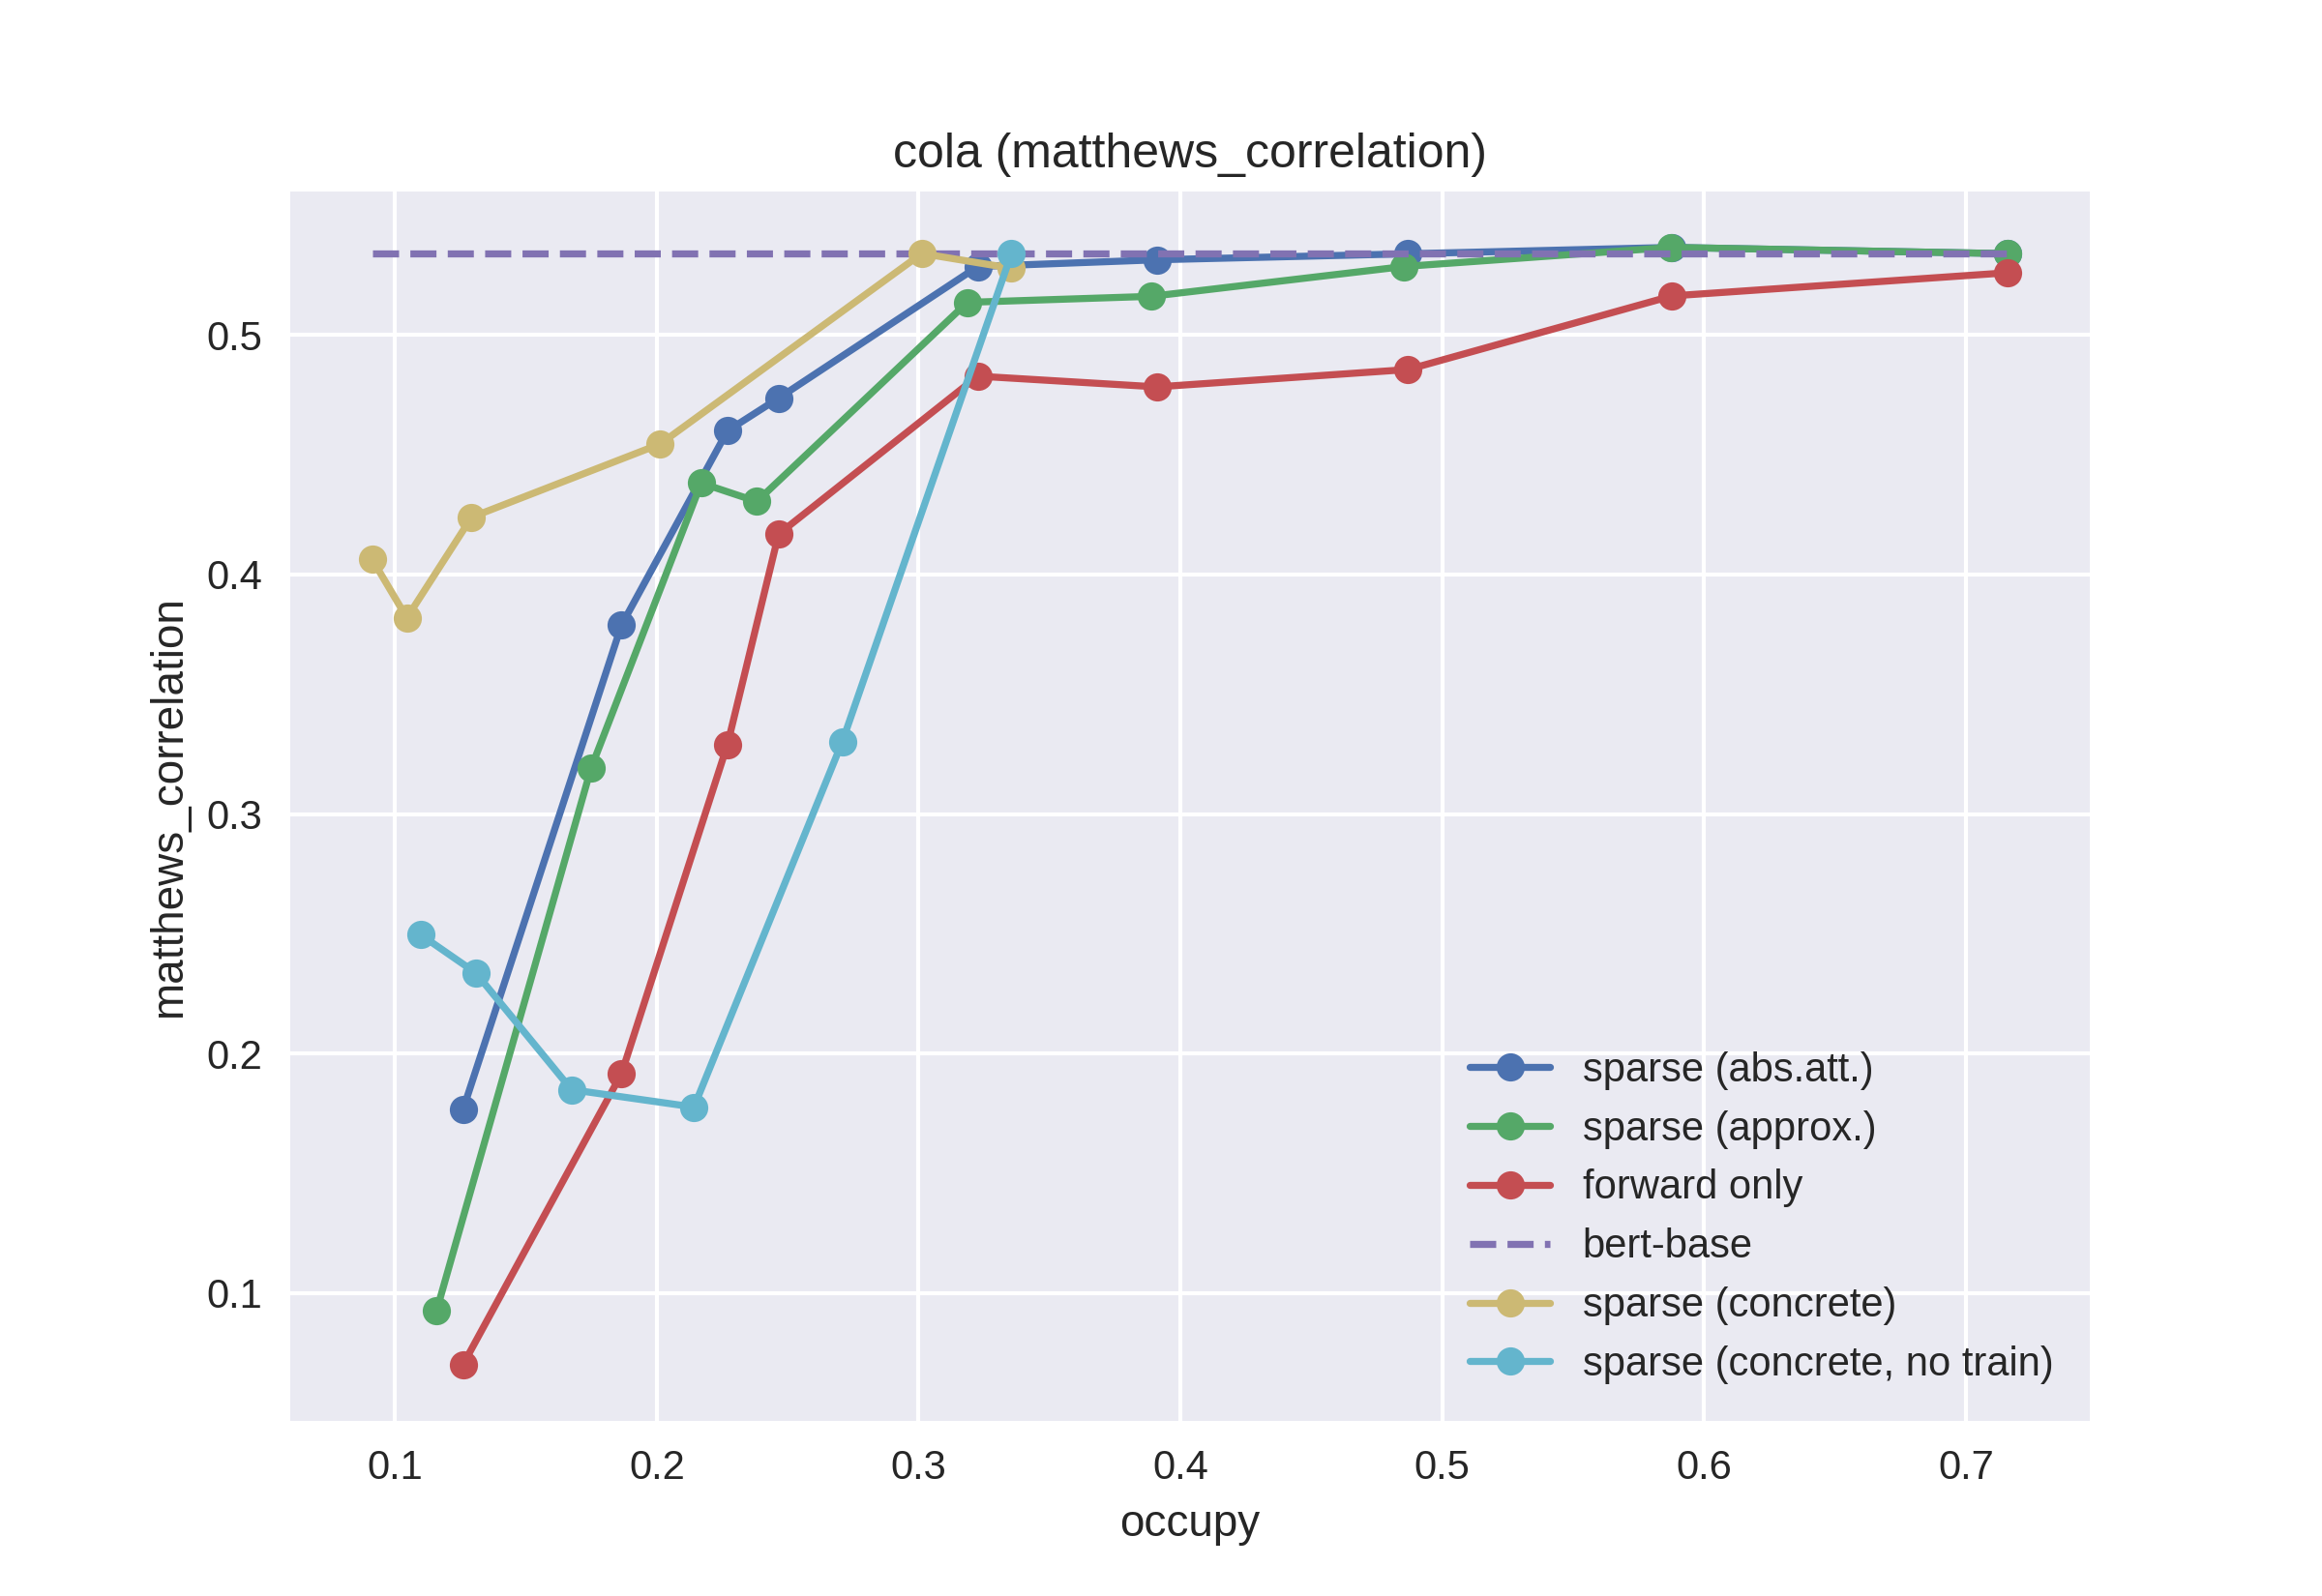 cola (matthews_correlation)
matthews_correlation
0.5
0.4
0.3
0.2
0.1
sparse (abs.att.)
sparse (approx.)
forward only
bert-base
sparse (concrete)
sparse (concrete, no train)
0.1 0.2 0.3 0.4 0.5 0.6 0.7
occupy